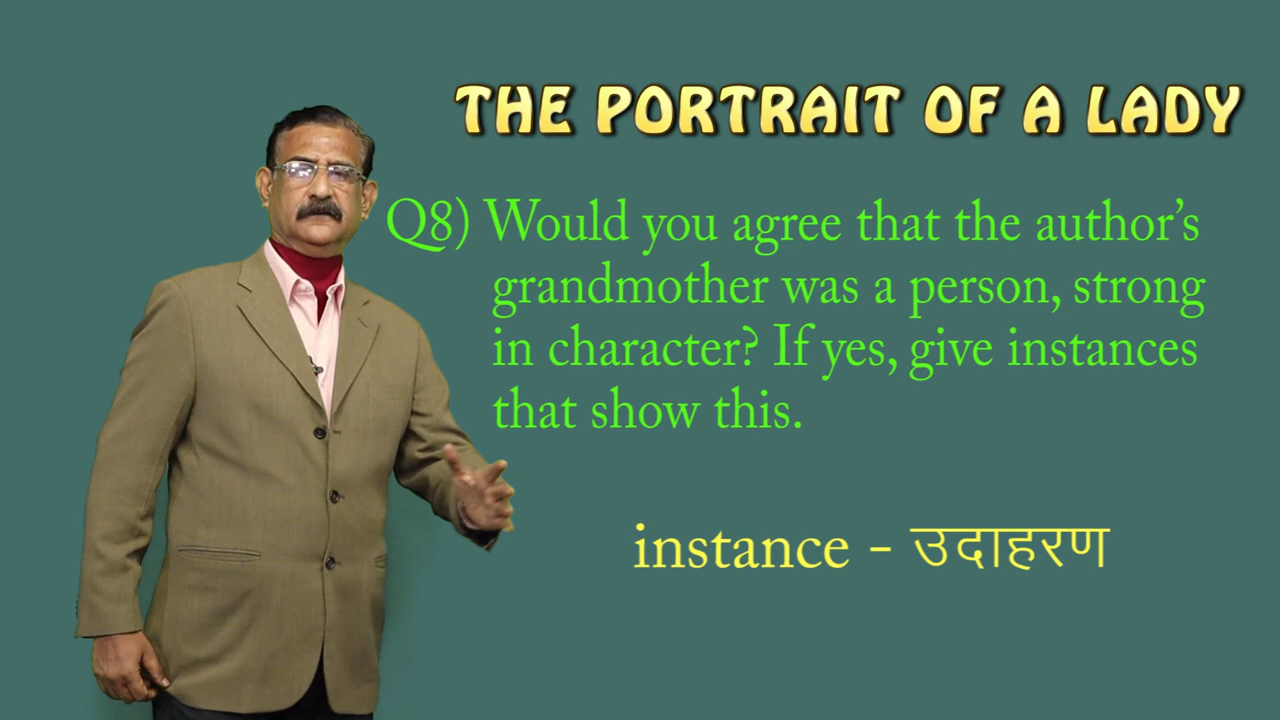 THE PORTRAIT OF A LADY
Q8) Would you agree that the author’s
grandmother was a person, strong
in character? If yes, give instances
that show this.
instance - उदाहरण